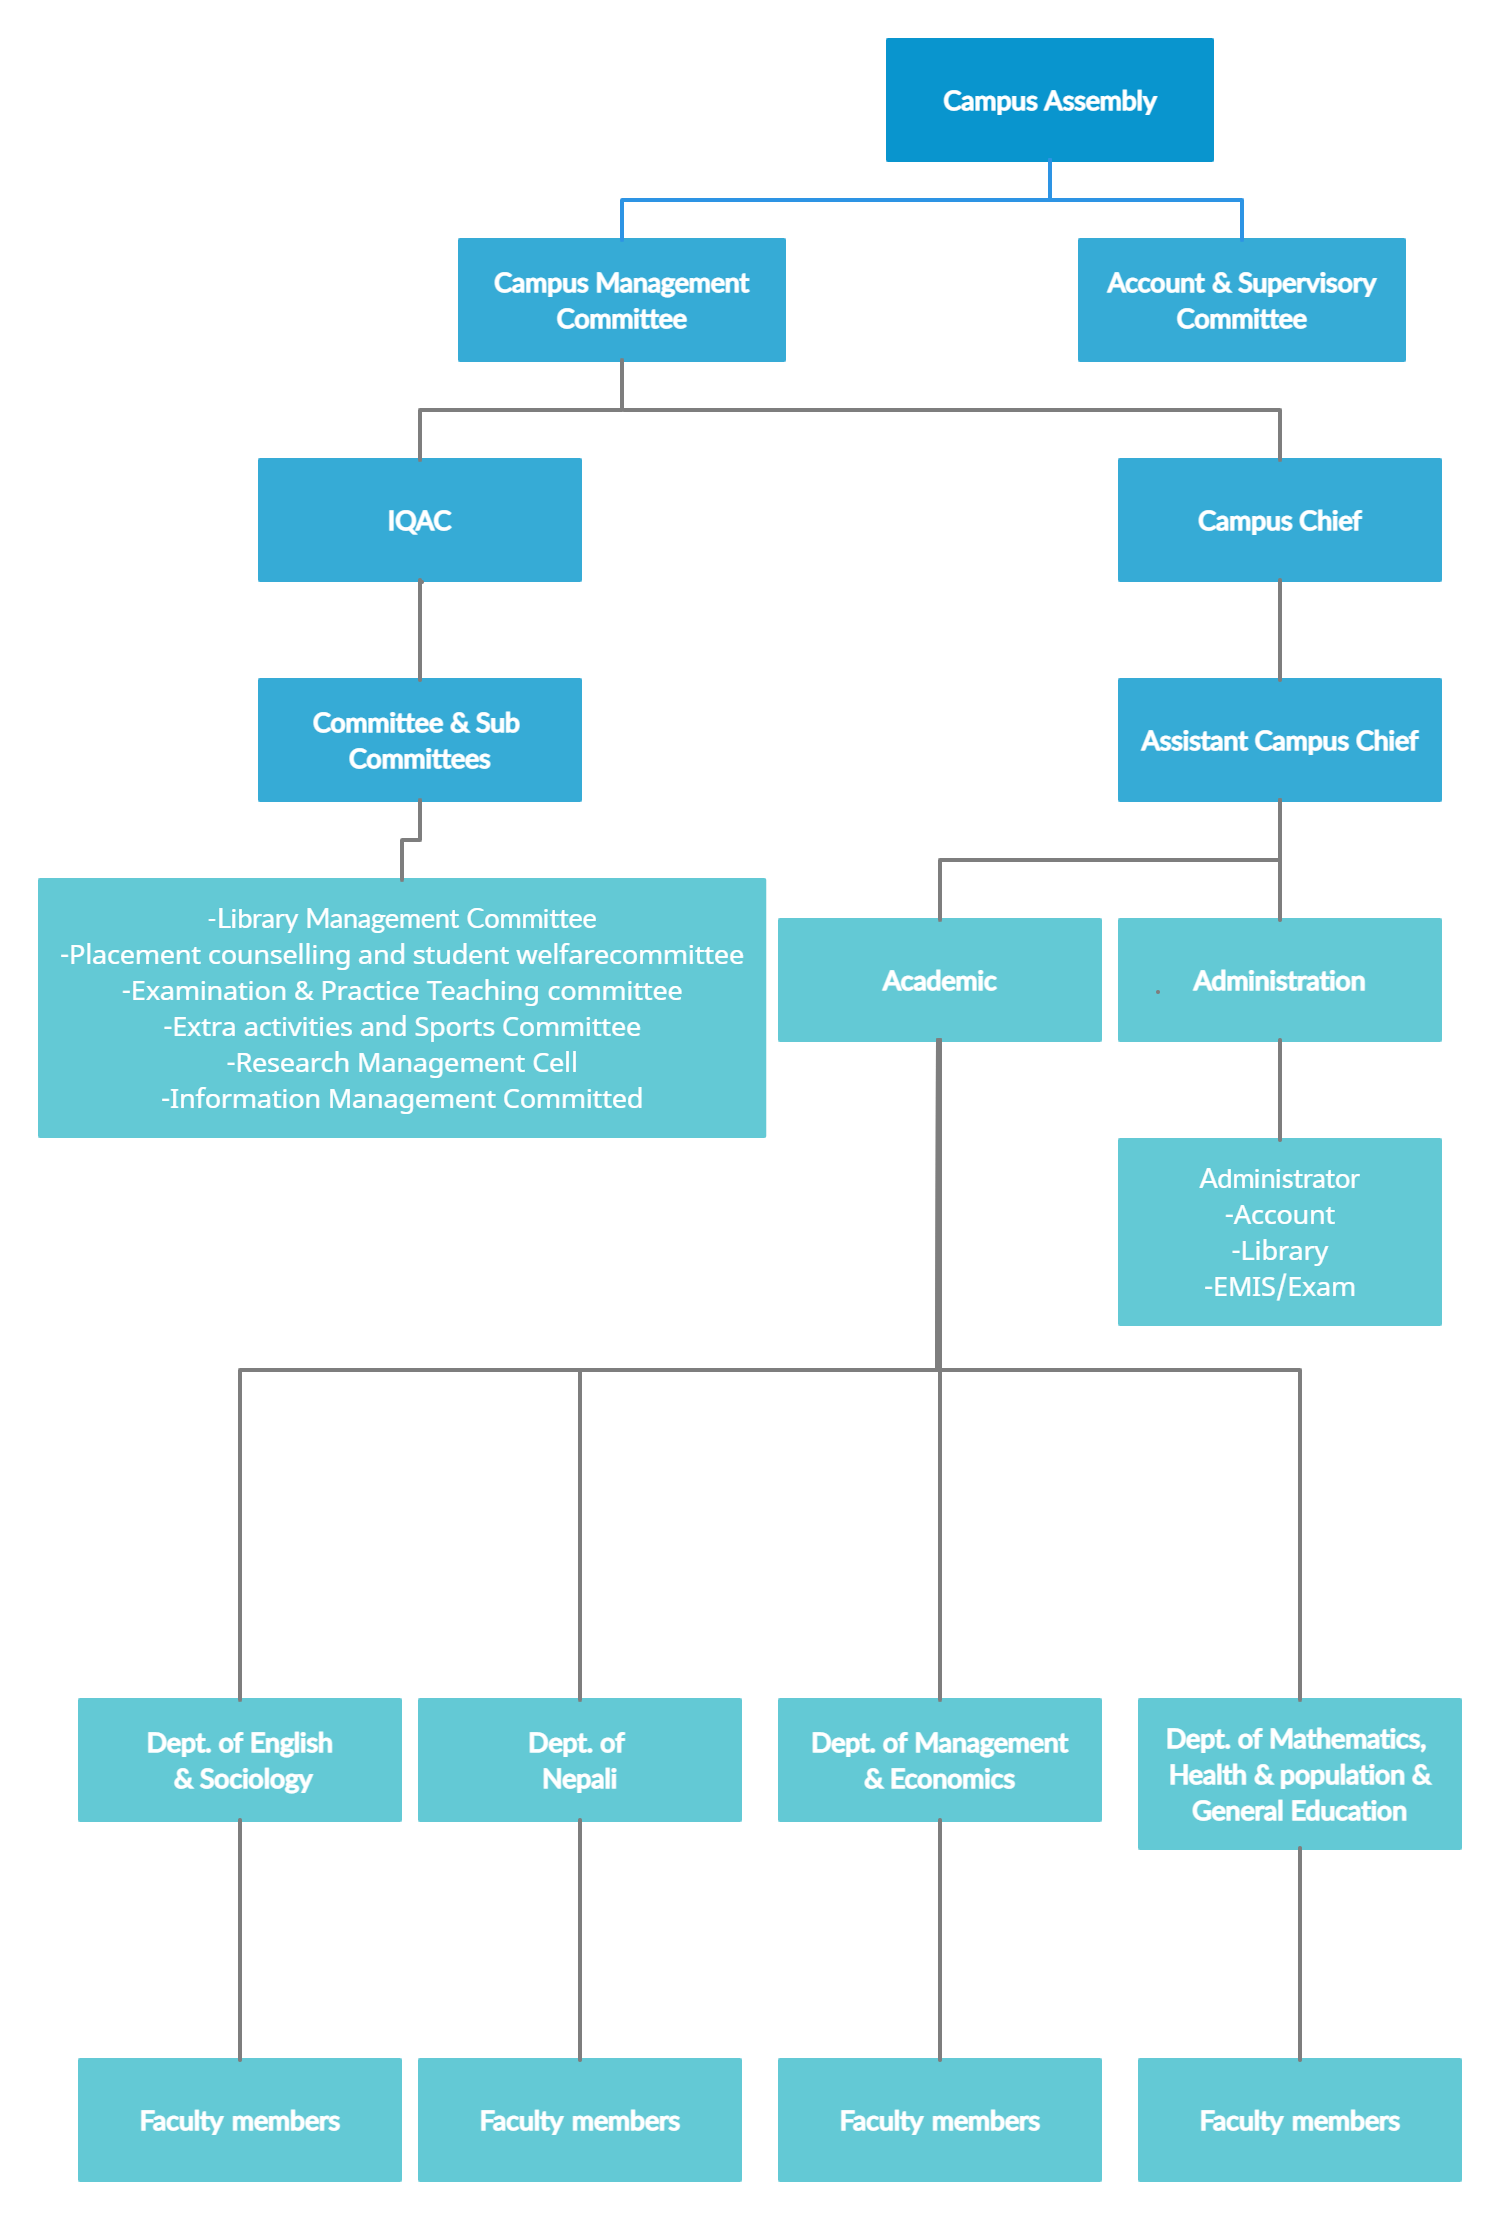 Campus Assembly
Campus Management
Committee
Account & Supervisory
Committee
IQAC
Campus Chief
Committee & Sub
Committees
Assistant Campus Chief
-Library Management Committee
-Placement counselling and student welfarecommittee
-Examination & Practice Teaching committee
-Extra activities and Sports Committee
-Research Management Cell
-Information Management Committed
Academic
Administration
Administrator
-Account
-Library
-EMIS/Exam
Dept. of English
& Sociology
Dept. of
Nepali
Dept. of Management
& Economics
Dept. of Mathematics,
Health & population &
General Education
Faculty members
Faculty members
Faculty members
Faculty members